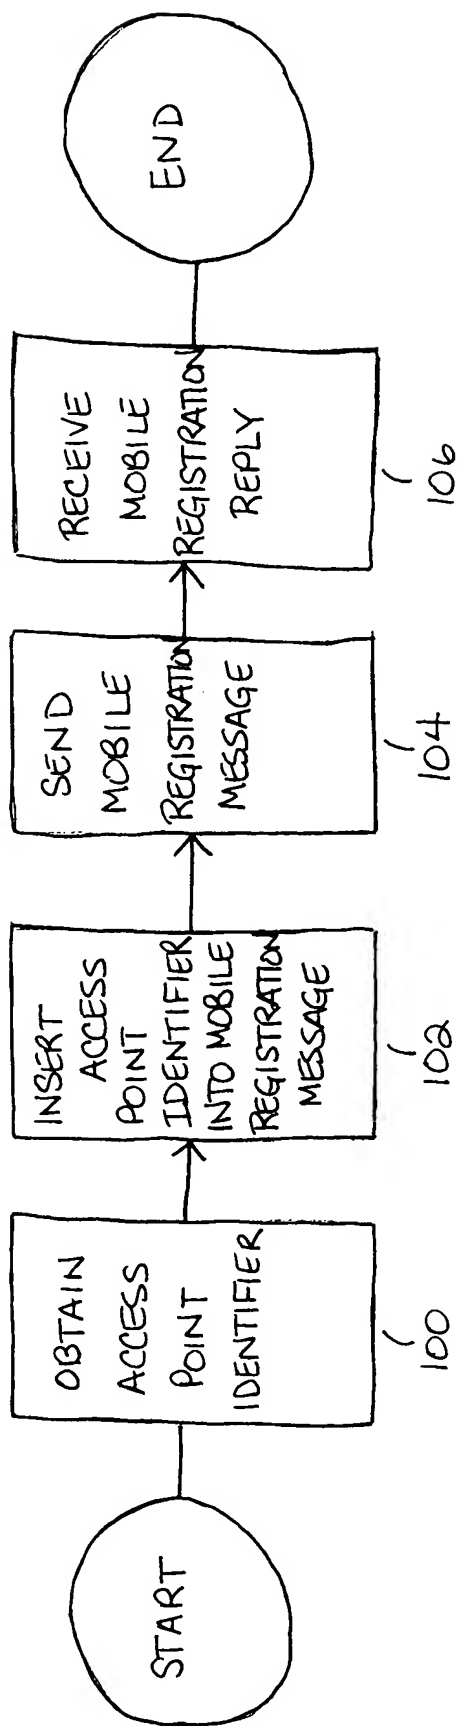 START
OBTAIN
ACCESS
POINT
IDENTIFIER
100
INSERT
ACCESS
POINT
IDENTIFIER
INTO MOBILE
REGISTRATION
MESSAGE
102
SEND
MOBILE
REGISTRATION
MESSAGE
104
RECEIVE
MOBILE
REGISTRATION
REPLY
106
END